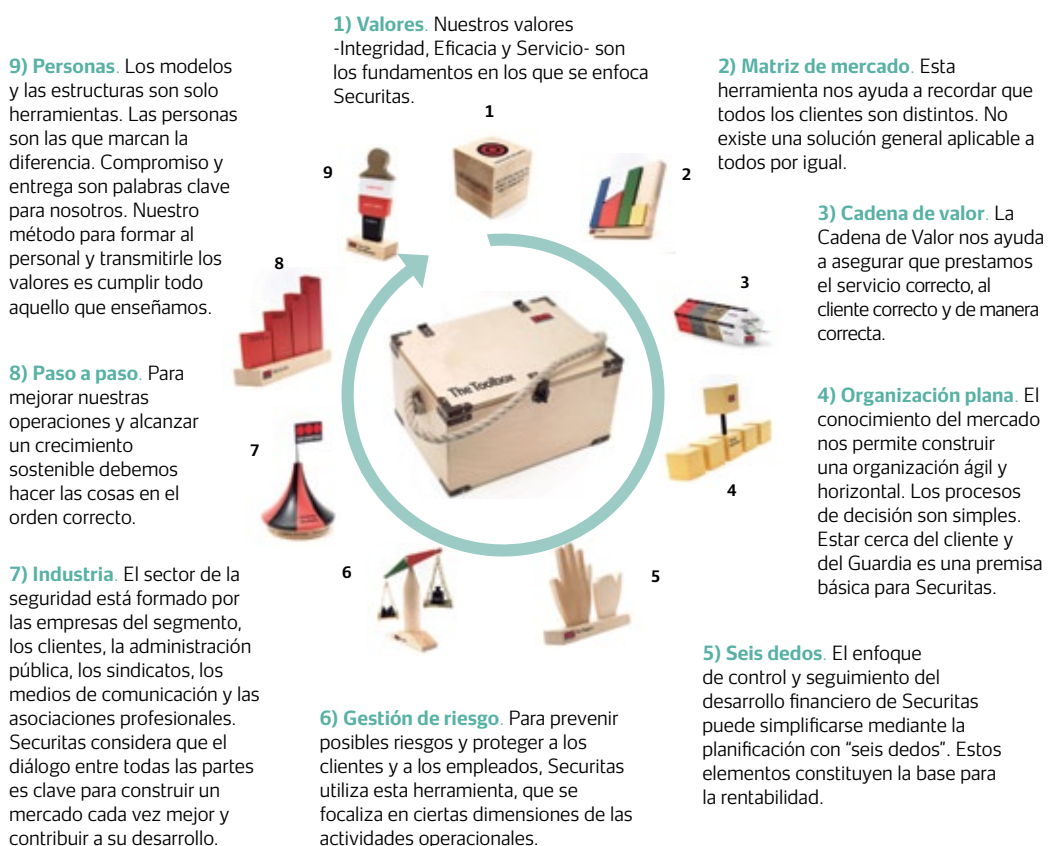 1) Valores. Nuestros valores
-Integridad, Eficacia y Servicio- son
los fundamentos en los que se enfoca
Securitas.
1
2) Matriz de mercado. Esta
herramienta nos ayuda a recordar que
todos los clientes son distintos. No
existe una solución general aplicable a
todos por igual.
2
3) Cadena de valor. La
Cadena de Valor nos ayuda
a asegurar que prestamos
el servicio correcto, al
cliente correcto y de manera
correcta.
3
4) Organización plana. El
conocimiento del mercado
nos permite construir
una organización ágil y
horizontal. Los procesos
de decisión son simples.
Estar cerca del cliente y
del Guardia es una premisa
básica para Securitas.
4
5) Seis dedos. El enfoque
de control y seguimiento del
desarrollo financiero de Securitas
puede simplificarse mediante la
planificación con “seis dedos”. Estos
elementos constituyen la base para
la rentabilidad.
5
6) Gestión de riesgo. Para prevenir
posibles riesgos y proteger a los
clientes y a los empleados, Securitas
utiliza esta herramienta, que se
focaliza en ciertas dimensiones de las
actividades operacionales.
6
7) Industria. El sector de la
seguridad está formado por
las empresas del segmento,
los clientes, la administración
pública, los sindicatos, los
medios de comunicación y las
asociaciones profesionales.
Securitas considera que el
diálogo entre todas las partes
es clave para construir un
mercado cada vez mejor y
contribuir a su desarrollo.
7
8) Paso a paso. Para
mejorar nuestras
operaciones y alcanzar
un crecimiento
sostenible debemos
hacer las cosas en el
orden correcto.
8
9) Personas. Los modelos
y las estructuras son solo
herramientas. Las personas
son las que marcan la
diferencia. Compromiso y
entrega son palabras clave
para nosotros. Nuestro
método para formar al
personal y transmitirle los
valores es cumplir todo
aquello que enseñamos.
9
The Toolbox